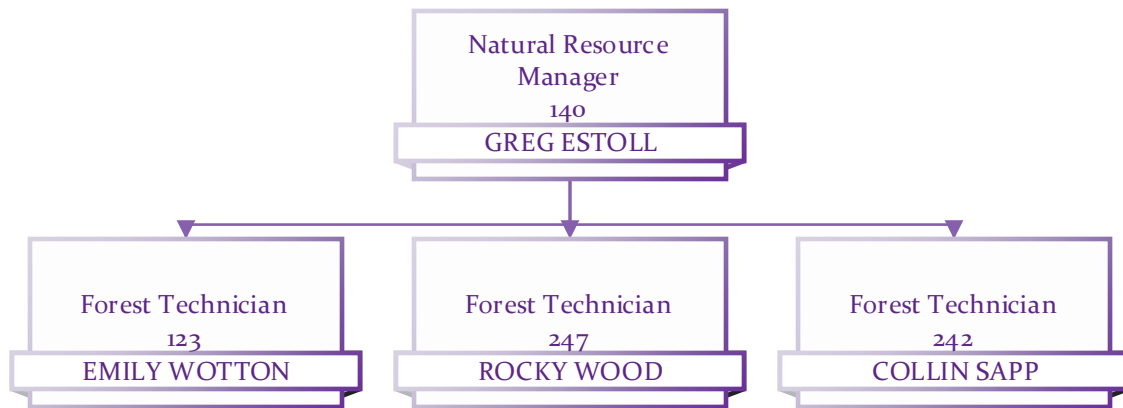 Natural Resource
Manager
140
GREG ESTOLL
Forest Technician
123
EMILY WOTTON
Forest Technician
247
ROCKY WOOD
Forest Technician
242
COLLIN SAPP